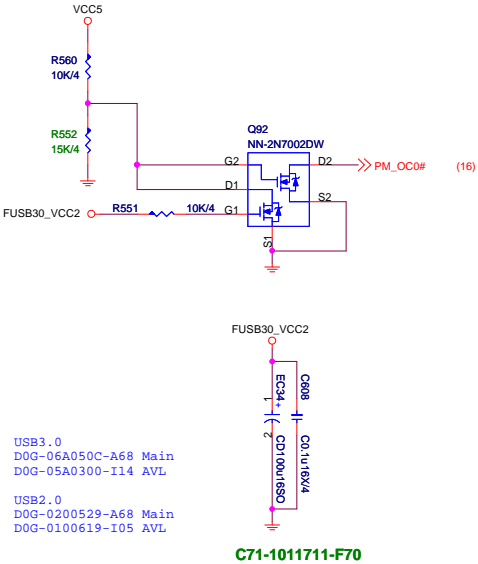 VCC5
R560
10K/4
R552
15K/4
Q92
NN-2N7002DW
G2
D2
PM_OC0#
(16)
D1
S2
FUSB30_VCC2
R551
10K/4
G1
S1
FUSB30_VCC2
1
EC34
+
2
CD100u16SO
C608
C0.1u16X/4
USB3.0
D0G-06A050C-A68 Main
D0G-05A0300-I14 AVL
USB2.0
D0G-0200529-A68 Main
D0G-0100619-I05 AVL
C71-1011711-F70